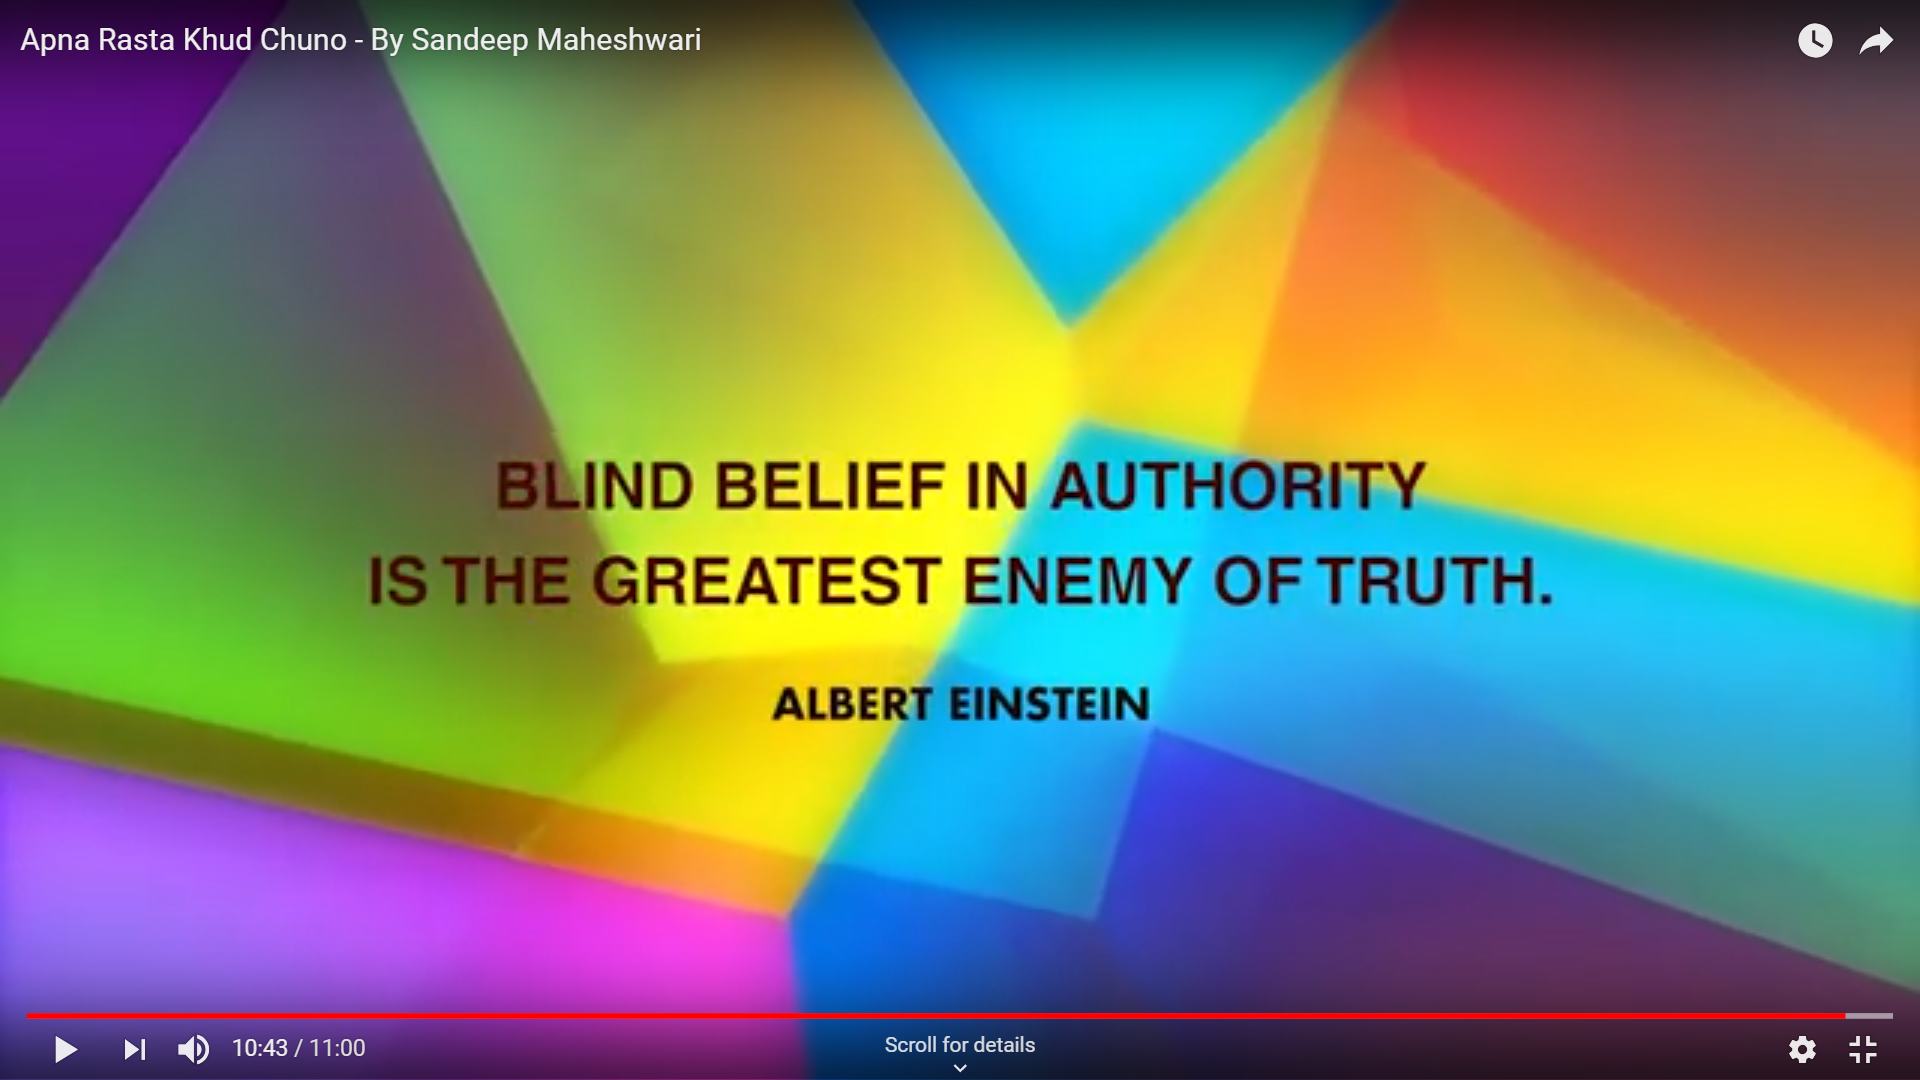 Apna Rasta Khud Chuno - By Sandeep Maheshwari
BLIND BELIEF IN AUTHORITY
IS THE GREATEST ENEMY OF TRUTH.
ALBERT EINSTEIN
10:43 / 11:00
Scroll for details